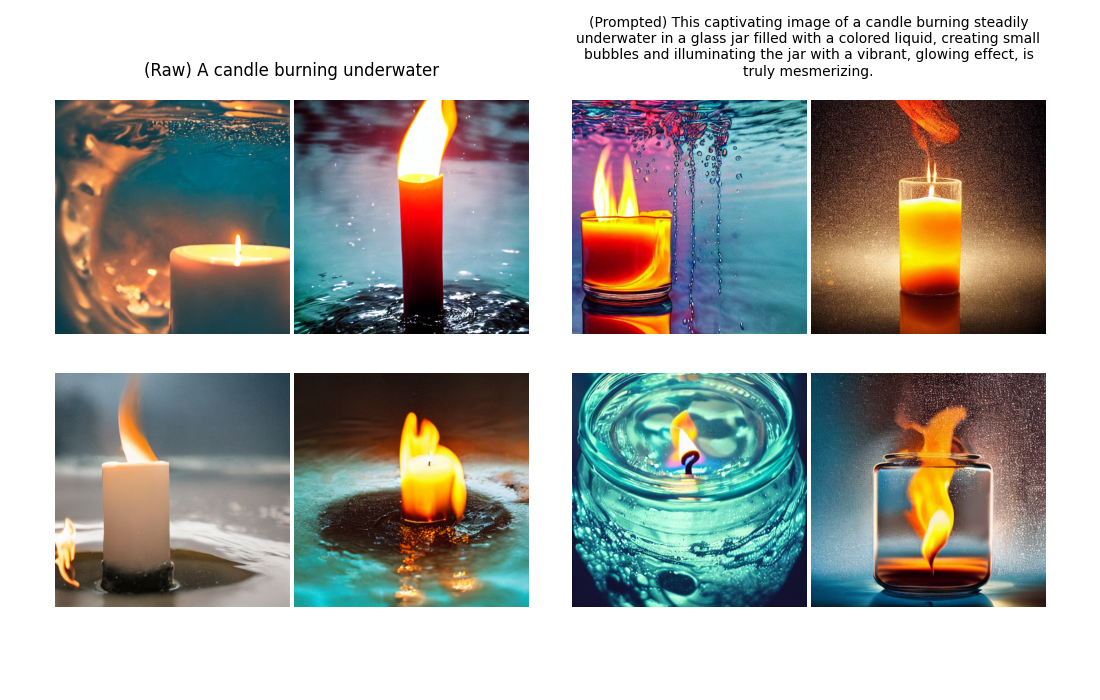 (Raw) A candle burning underwater
(Prompted) This captivating image of a candle burning steadily
underwater in a glass jar filled with a colored liquid, creating small
bubbles and illuminating the jar with a vibrant, glowing effect, is
truly mesmerizing.